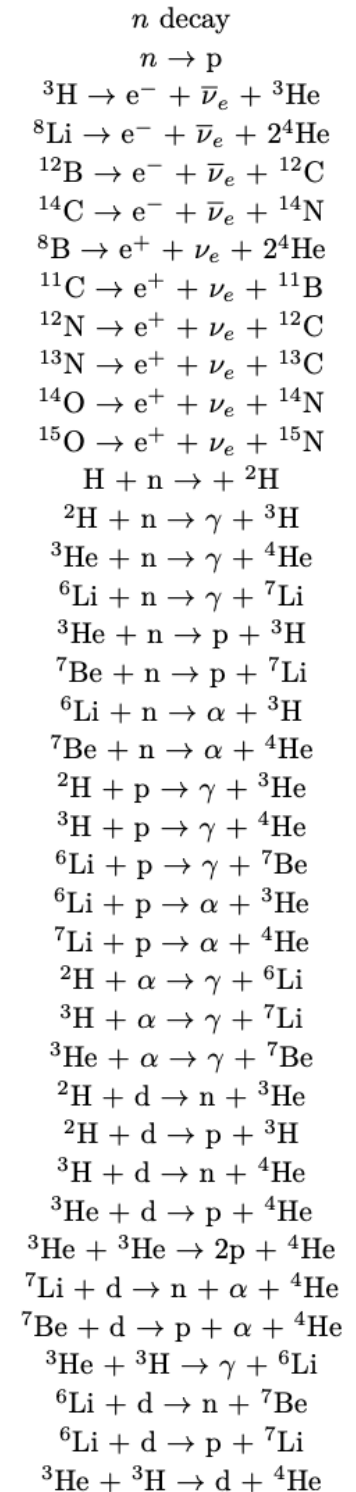 n decay
n → p
³H → e⁻ + ν̅ₑ + ³He
⁸Li → e⁻ + ν̅ₑ + 2⁴He
¹²B → e⁻ + ν̅ₑ + ¹²C
¹⁴C → e⁻ + ν̅ₑ + ¹⁴N
⁸B → e⁺ + νₑ + 2⁴He
¹¹C → e⁺ + νₑ + ¹¹B
¹²N → e⁺ + νₑ + ¹²C
¹³N → e⁺ + νₑ + ¹³C
¹⁴O → e⁺ + νₑ + ¹⁴N
¹⁵O → e⁺ + νₑ + ¹⁵N
H + n → + ²H
²H + n → γ + ³H
³He + n → γ + ⁴He
⁶Li + n → γ + ⁷Li
³He + n → p + ³H
⁷Be + n → p + ⁷Li
⁶Li + n → α + ³H
⁷Be + n → α + ⁴He
²H + p → γ + ³He
³H + p → γ + ⁴He
⁶Li + p → γ + ⁷Be
⁶Li + p → α + ³He
⁷Li + p → α + ⁴He
²H + α → γ + ⁶Li
³H + α → γ + ⁷Li
³He + α → γ + ⁷Be
²H + d → n + ³He
²H + d → p + ³H
³H + d → n + ⁴He
³He + d → p + ⁴He
³He + ³He → 2p + ⁴He
⁷Li + d → n + α + ⁴He
⁷Be + d → p + α + ⁴He
³He + ³H → γ + ⁶Li
⁶Li + d → n + ⁷Be
⁶Li + d → p + ⁷Li
³He + ³H → d + ⁴He